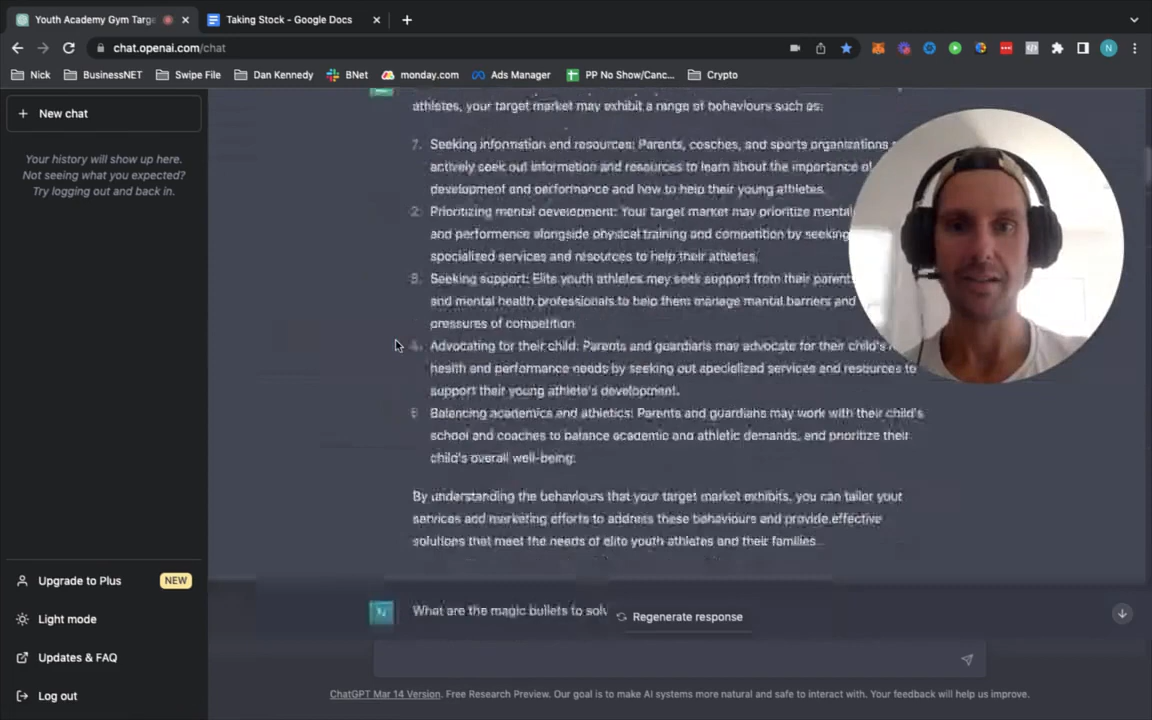 Youth Academy Gym Targe
Taking Stock - Google Docs
chat.openai.com/chat
Nick
BusinessNET
Swipe File
Dan Kennedy
BNet
monday.com
Ads Manager
PP No Show/Canc...
Crypto
N
New chat
Your history will show up here.
Not seeing what you expected?
Try logging out and back in.
athletes, your target market may exhibit a range of behaviours such as:
Seeking information and resources: Parents, coaches, and sports organizations
actively seek out information and resources to learn about the importance of
development and performance and how to help their young athletes.
2. Prioritizing mental development: Your target market may prioritize mental
and performance alongside physical training and competition by seeking
specialized services and resources to help their athletes.
Seeking support: Elite youth athletes may seek support from their parents
and mental health professionals to help them manage mental barriers and
pressures of competition
Advocating for their child: Parents and guardians may advocate for their child's
health and performance needs by seeking out specialized services and resources to
support their young athlete's development.
Balancing academics and athletics: Parents and guardians may work with their child's
school and coaches to balance academic and athletic demands, and prioritize their
child's overall well-being.
By understanding the behaviours that your target market exhibits, you can tailor your
services and marketing efforts to address these behaviours and provide effective
solutions that meet the needs of elite youth athletes and their families
What are the magic bullets to solv
Regenerate response
Upgrade to Plus
NEW
Light mode
Updates & FAQ
Log out
ChatGPT Mar 14 Version. Free Research Preview. Our goal is to make AI systems more natural and safe to interact with. Your feedback will help us improve.